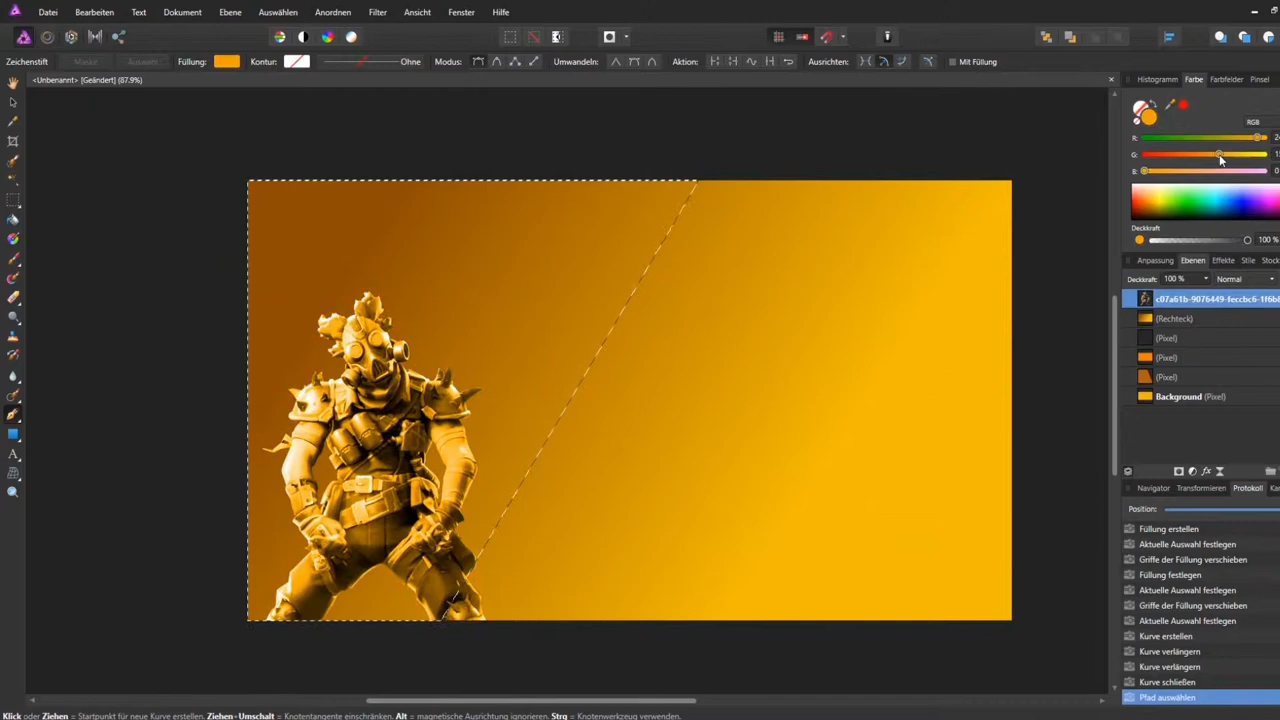 Datei Bearbeiten Text Dokument Ebene Auswählen Anordnen Filter Ansicht Fenster Hilfe
Zeichenstift Maske Auswahl Füllung: Kontur: Ohne Modus: Umwandeln: Aktion: Ausrichten: Mit Füllung
<Unbenannt> [Geändert] (87.9%)
Histogramm Farbe Farbfelder Pinsel
RGB
R:
G:
B: 0
Deckkraft
100 %
Anpassung Ebenen Effekte Stile Stock
Deckkraft: 100 % Normal
c07a61b-9076449-feccbc6-1f6b8
(Rechteck)
(Pixel)
(Pixel)
(Pixel)
Background (Pixel)
Navigator Transformieren Protokoll
Position:
Füllung erstellen
Aktuelle Auswahl festlegen
Griffe der Füllung verschieben
Füllung festlegen
Aktuelle Auswahl festlegen
Griffe der Füllung verschieben
Aktuelle Auswahl festlegen
Kurve erstellen
Kurve verlängern
Kurve verlängern
Kurve schließen
Pfad auswählen
Klick oder Ziehen = Startpunkt für neue Kurve erstellen. Ziehen+Umschalt = Knotentangente einschränken. Alt = magnetische Ausrichtung ignorieren. Strg = Knotenwerkzeug verwenden.